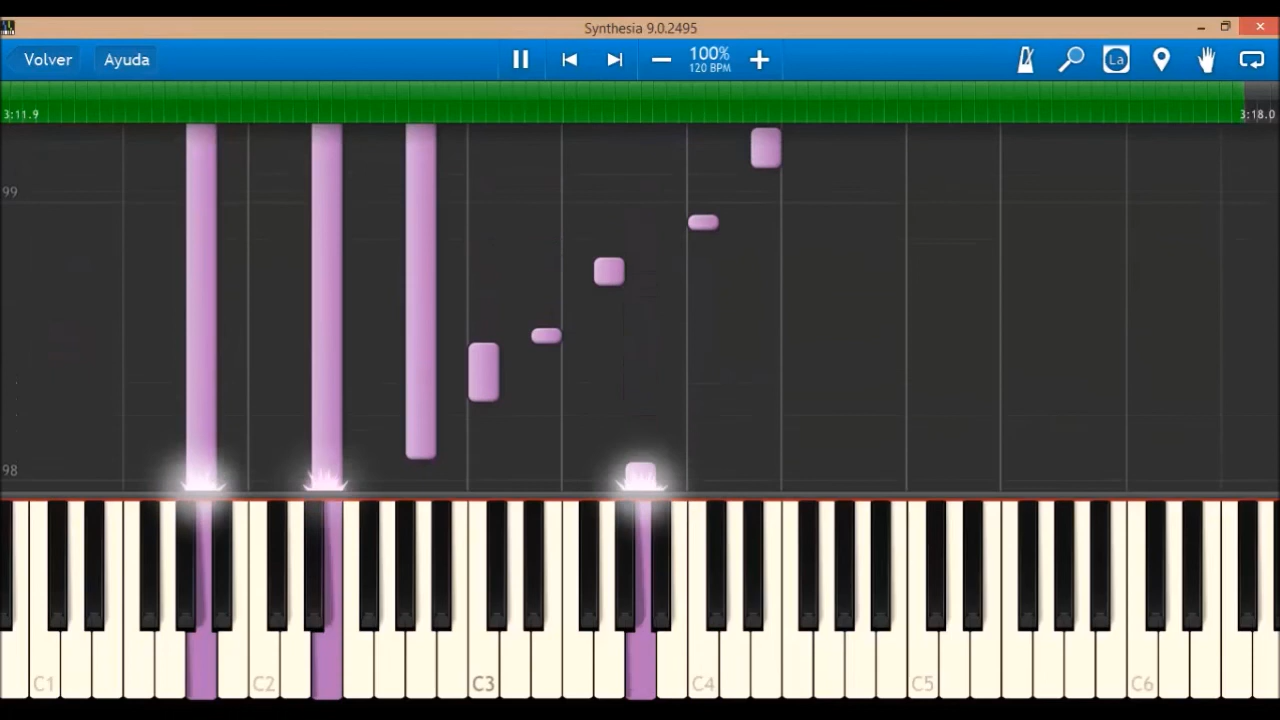 Synthesia 9.0.2495
Volver Ayuda 100% La
120 BPM
3:11.9 3:18.0
99
98
C1 C2 C3 C4 C5 C6